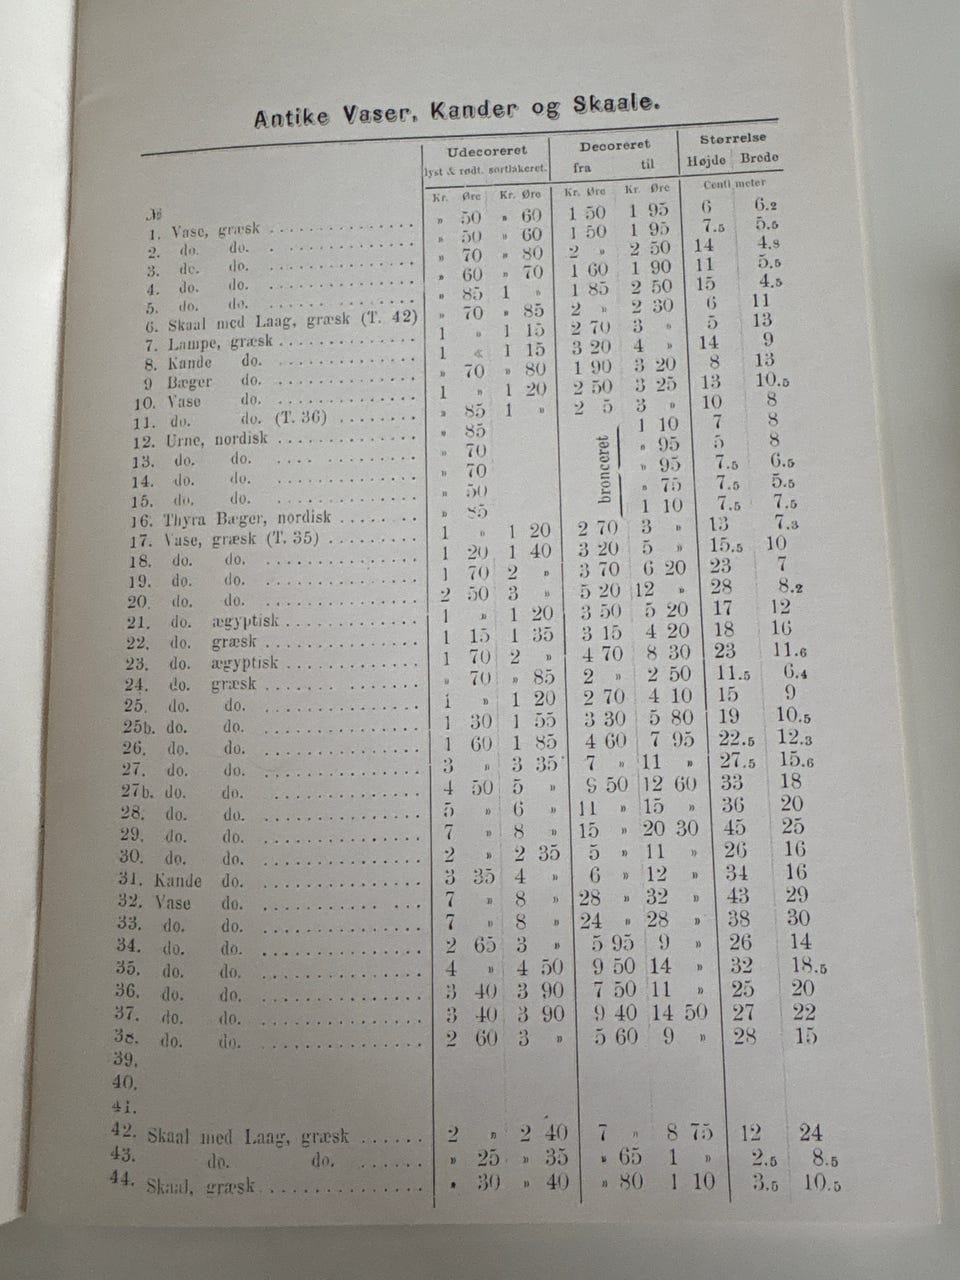 Antike Vaser, Kander og Skaale.
Udecoreret Decoreret Størrelse
lyst & rødt. sortlakeret. fra til Højde Brede
Kr. Øre Kr. Øre Kr. Øre Kr. Øre Centimeter
№
1. Vase, græsk » 50 » 60 1 50 1 95 6 6.2
2. do. do. » 50 » 60 1 50 1 95 7.5 5.5
3. do. do. » 70 » 80 2 » 2 50 14 4.8
4. do. do. » 60 » 70 1 60 1 90 11 5.5
5. do. do. » 85 1 » 1 85 2 50 15 4.5
6. Skaal med Laag, græsk (T. 42) » 70 » 85 2 » 2 30 6 11
7. Lampe, græsk 1 » 1 15 2 70 3 » 5 13
8. Kande do. 1 « 1 15 3 20 4 » 14 9
9 Bæger do. » 70 » 80 1 90 3 20 8 13
10. Vase do. 1 » 1 20 2 50 3 25 13 10.5
11. do. do. (T. 36) » 85 1 » 2 5 3 » 10 8
12. Urne, nordisk » 85 1 10 7 8
13. do. do. » 70 » 95 5 8
bronceret
14. do. do. » 70 » 95 7.5 6.5
15. do. do. » 50 » 75 7.5 5.5
16. Thyra Bæger, nordisk » 85 1 10 7.5 7.5
17. Vase, græsk (T. 35) 1 » 1 20 2 70 3 » 13 7.3
18. do. do. 1 20 1 40 3 20 5 » 15.5 10
19. do. do. 1 70 2 » 3 70 6 20 23 7
20. do. do. 2 50 3 » 5 20 12 » 28 8.2
21. do. ægyptisk 1 » 1 20 3 50 5 20 17 12
22. do. græsk 1 15 1 35 3 15 4 20 18 16
23. do. ægyptisk 1 70 2 » 4 70 8 30 23 11.6
24. do. græsk » 70 » 85 2 » 2 50 11.5 6.4
25. do. do. 1 » 1 20 2 70 4 10 15 9
25b. do. do. 1 30 1 55 3 30 5 80 19 10.5
26. do. do. 1 60 1 85 4 60 7 95 22.5 12.3
27. do. do. 3 » 3 35 7 » 11 » 27.5 15.6
27b. do. do. 4 50 5 » 8 50 12 60 33 18
28. do. do. 5 » 6 » 11 » 15 » 36 20
29. do. do. 7 » 8 » 15 » 20 30 45 25
30. do. do. 2 » 2 35 5 » 11 » 26 16
31. Kande do. 3 35 4 » 6 » 12 » 34 16
32. Vase do. 7 » 8 » 28 » 32 » 43 29
33. do. do. 7 » 8 » 24 » 28 » 38 30
34. do. do. 2 65 3 » 5 95 9 » 26 14
35. do. do. 4 » 4 50 9 50 14 » 32 18.5
36. do. do. 3 40 3 90 7 50 11 » 25 20
37. do. do. 3 40 3 90 9 40 14 50 27 22
38. do. do. 2 60 3 » 5 60 9 » 28 15
39.
40.
41.
42. Skaal med Laag, græsk 2 » 2 40 7 » 8 75 12 24
43. do. do. » 25 » 35 » 65 1 » 2.5 8.5
44. Skaal, græsk » 30 » 40 » 80 1 10 3.5 10.5